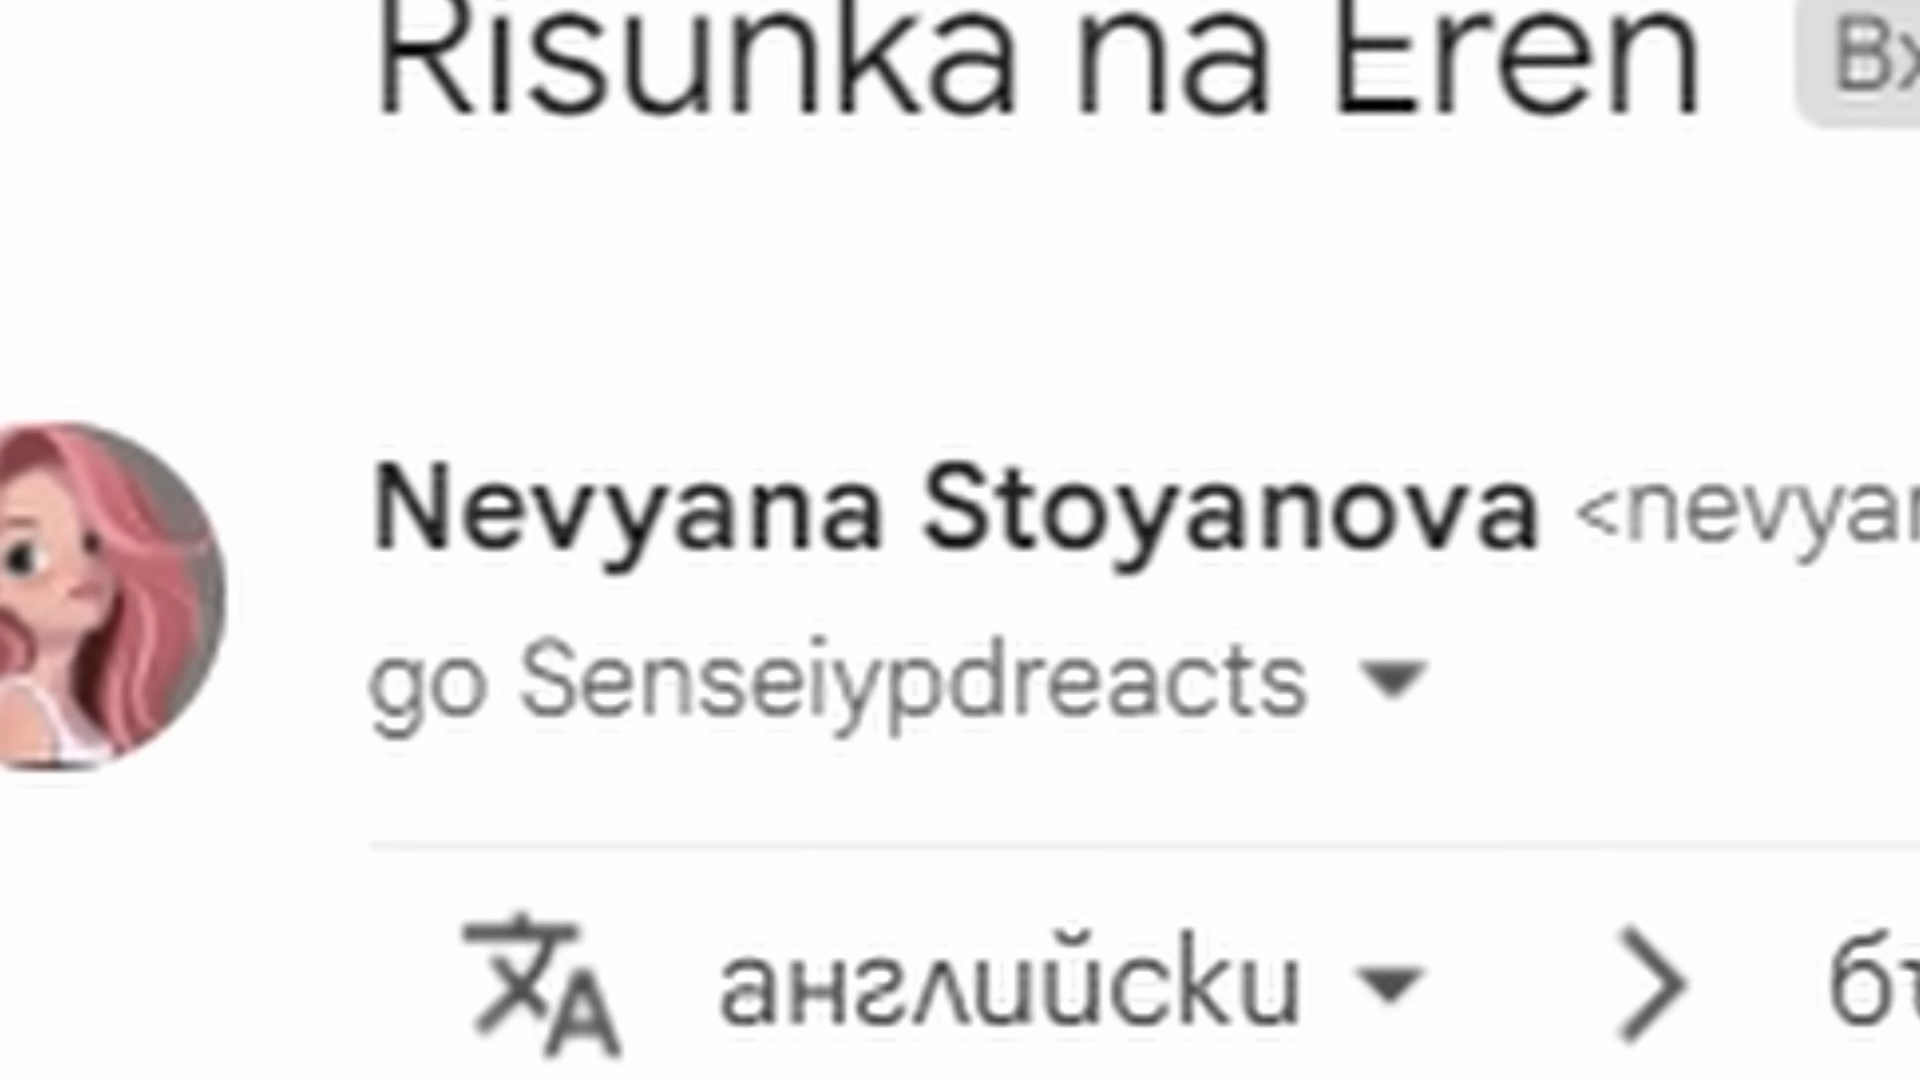 Risunka na Eren
Nevyana Stoyanova
go Senseiypdreacts
английски